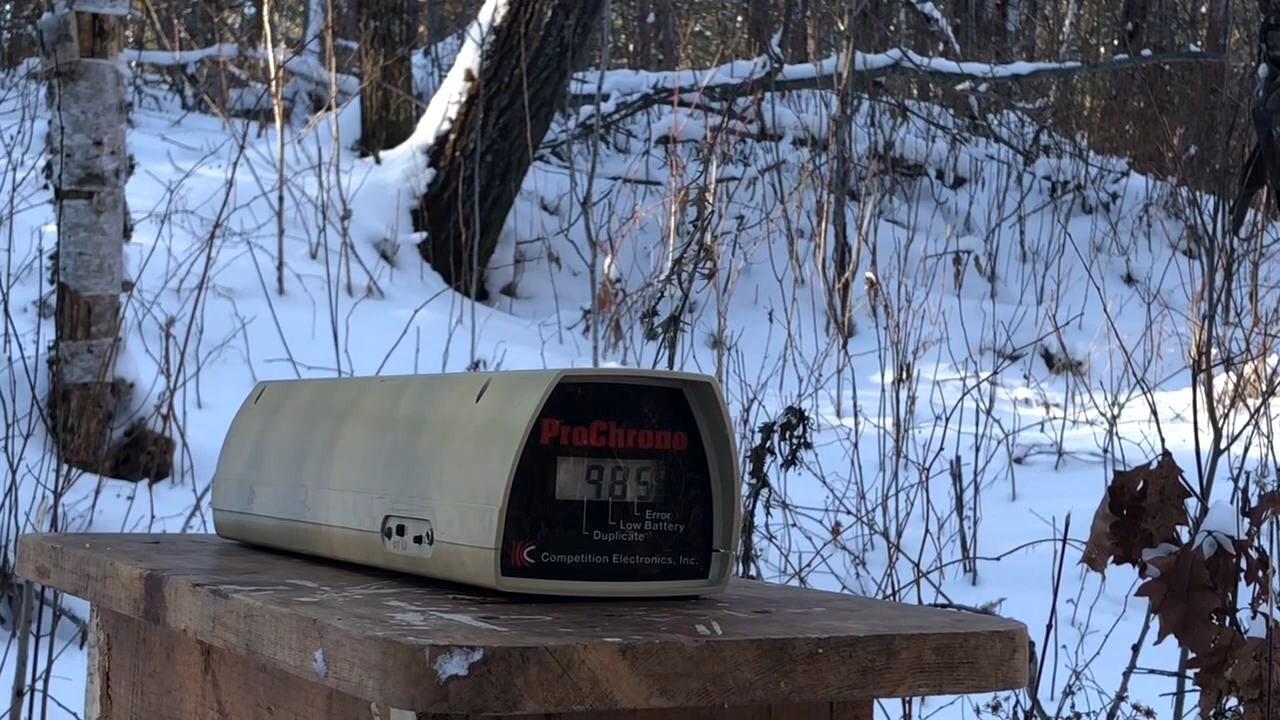 ProChrono
985
Error
Low Battery
Duplicate
Competition Electronics, Inc.